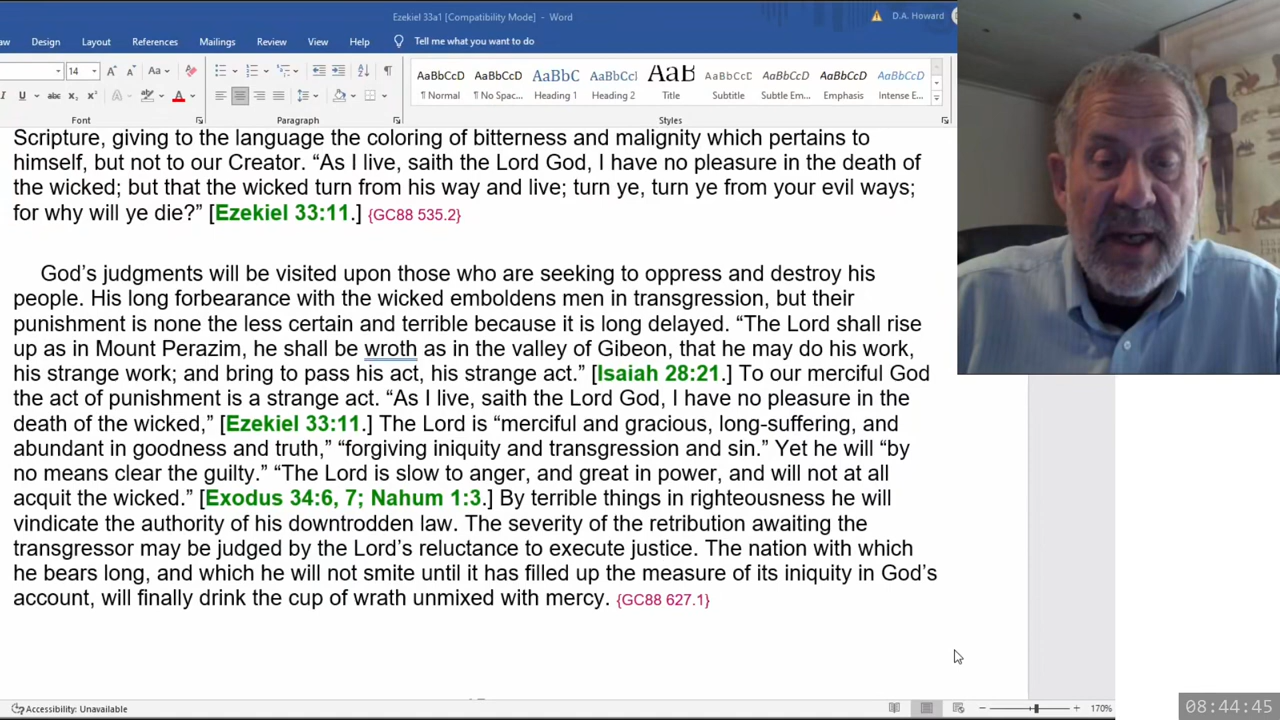 Ezekiel 33a1 [Compatibility Mode] - Word
D.A. Howard
aw Design Layout References Mailings Review View Help Tell me what you want to do
14
AaBbCcD AaBbCcD AaBbC AaBbCcI AaB AaBbCcD AaBbCcD AaBbCcD AaBbCcD
¶ Normal ¶ No Spac... Heading 1 Heading 2 Title Subtitle Subtle Em... Emphasis Intense E...
Font Paragraph Styles
Scripture, giving to the language the coloring of bitterness and malignity which pertains to
himself, but not to our Creator. “As I live, saith the Lord God, I have no pleasure in the death of
the wicked; but that the wicked turn from his way and live; turn ye, turn ye from your evil ways;
for why will ye die?” [Ezekiel 33:11.] {GC88 535.2}
God’s judgments will be visited upon those who are seeking to oppress and destroy his
people. His long forbearance with the wicked emboldens men in transgression, but their
punishment is none the less certain and terrible because it is long delayed. “The Lord shall rise
up as in Mount Perazim, he shall be wroth as in the valley of Gibeon, that he may do his work,
his strange work; and bring to pass his act, his strange act.” [Isaiah 28:21.] To our merciful God
the act of punishment is a strange act. “As I live, saith the Lord God, I have no pleasure in the
death of the wicked,” [Ezekiel 33:11.] The Lord is “merciful and gracious, long-suffering, and
abundant in goodness and truth,” “forgiving iniquity and transgression and sin.” Yet he will “by
no means clear the guilty.” “The Lord is slow to anger, and great in power, and will not at all
acquit the wicked.” [Exodus 34:6, 7; Nahum 1:3.] By terrible things in righteousness he will
vindicate the authority of his downtrodden law. The severity of the retribution awaiting the
transgressor may be judged by the Lord’s reluctance to execute justice. The nation with which
he bears long, and which he will not smite until it has filled up the measure of its iniquity in God’s
account, will finally drink the cup of wrath unmixed with mercy. {GC88 627.1}
Accessibility: Unavailable
170%
08:44:45